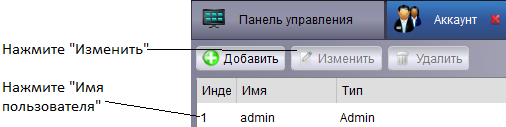 Панель управления
Аккаунт
Нажмите "Изменить"
Добавить
Изменить
Удалить
Нажмите "Имя
пользователя"
Инде Имя Тип
1 admin Admin